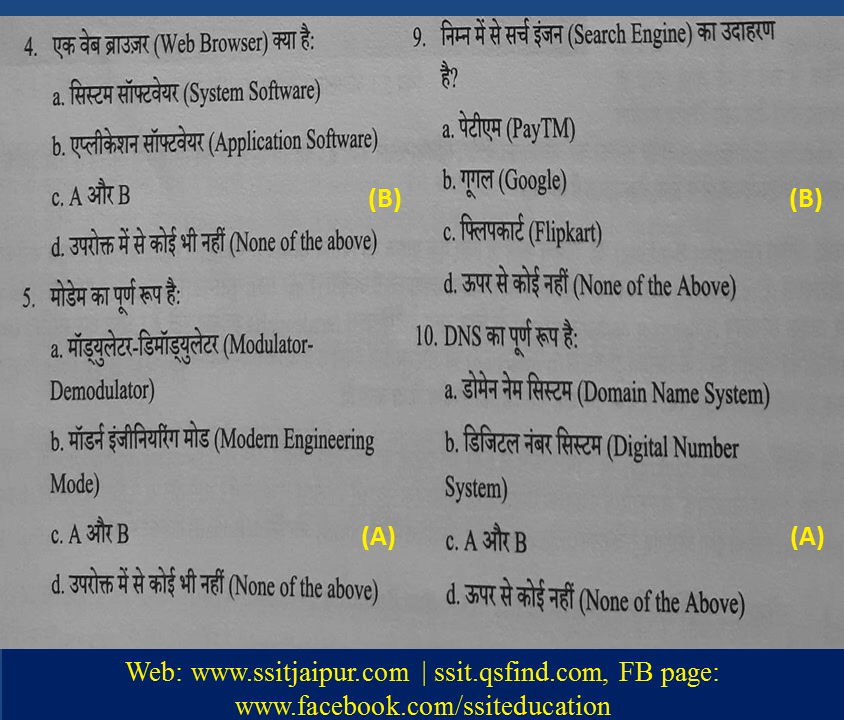 4. एक वेब ब्राउज़र (Web Browser) क्या है:
a. सिस्टम सॉफ्टवेयर (System Software)
b. एप्लीकेशन सॉफ्टवेयर (Application Software)
c. A और B
(B)
d. उपरोक्त में से कोई भी नहीं (None of the above)
5. मोडेम का पूर्ण रूप है:
a. मॉड्युलेटर-डिमॉड्युलेटर (Modulator-
Demodulator)
b. मॉडर्न इंजीनियरिंग मोड (Modern Engineering
Mode)
c. A और B
(A)
d. उपरोक्त में से कोई भी नहीं (None of the above)
9. निम्न में से सर्च इंजन (Search Engine) का उदाहरण
है?
a. पेटीएम (PayTM)
b. गूगल (Google)
(B)
c. फ्लिपकार्ट (Flipkart)
d. ऊपर से कोई नहीं (None of the Above)
10. DNS का पूर्ण रूप है:
a. डोमेन नेम सिस्टम (Domain Name System)
b. डिजिटल नंबर सिस्टम (Digital Number
System)
c. A और B
(A)
d. ऊपर से कोई नहीं (None of the Above)
Web: www.ssitjaipur.com | ssit.qsfind.com, FB page:
www.facebook.com/ssiteducation